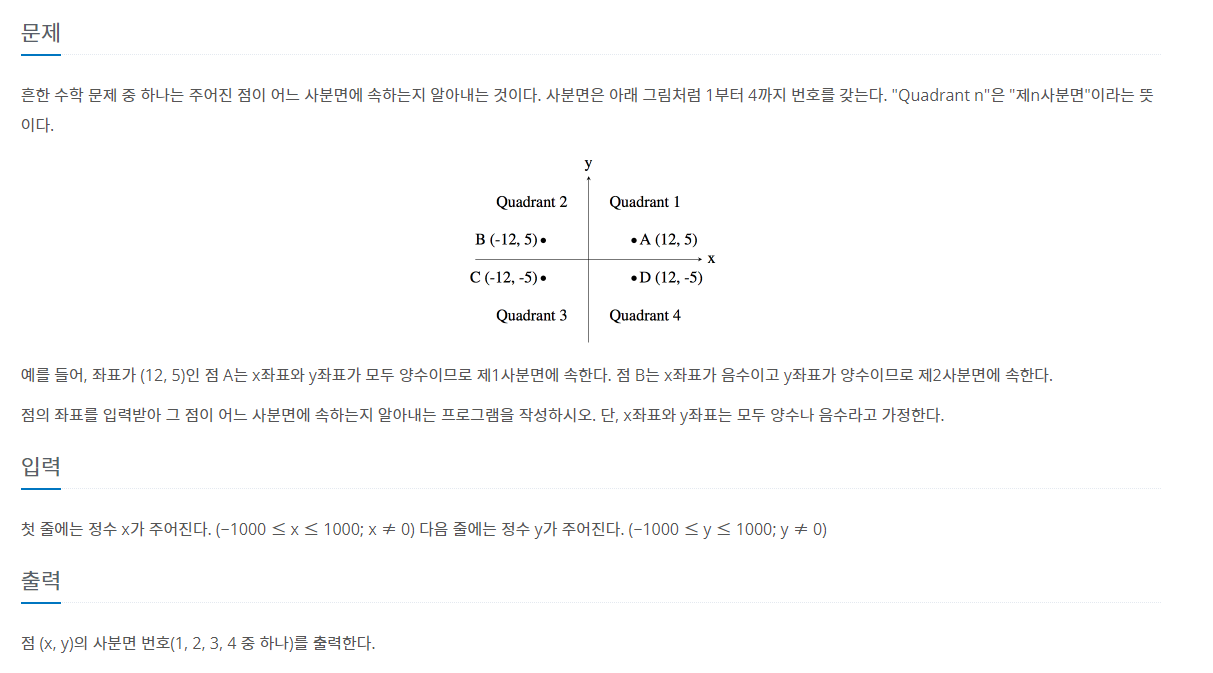 문제
흔한 수학 문제 중 하나는 주어진 점이 어느 사분면에 속하는지 알아내는 것이다. 사분면은 아래 그림처럼 1부터 4까지 번호를 갖는다. "Quadrant n"은 "제n사분면"이라는 뜻
이다.
y
Quadrant 2 Quadrant 1
B (-12, 5) A (12, 5)
x
C (-12, -5) D (12, -5)
Quadrant 3 Quadrant 4
예를 들어, 좌표가 (12, 5)인 점 A는 x좌표와 y좌표가 모두 양수이므로 제1사분면에 속한다. 점 B는 x좌표가 음수이고 y좌표가 양수이므로 제2사분면에 속한다.
점의 좌표를 입력받아 그 점이 어느 사분면에 속하는지 알아내는 프로그램을 작성하시오. 단, x좌표와 y좌표는 모두 양수나 음수라고 가정한다.
입력
첫 줄에는 정수 x가 주어진다. (−1000 ≤ x ≤ 1000; x ≠ 0) 다음 줄에는 정수 y가 주어진다. (−1000 ≤ y ≤ 1000; y ≠ 0)
출력
점 (x, y)의 사분면 번호(1, 2, 3, 4 중 하나)를 출력한다.